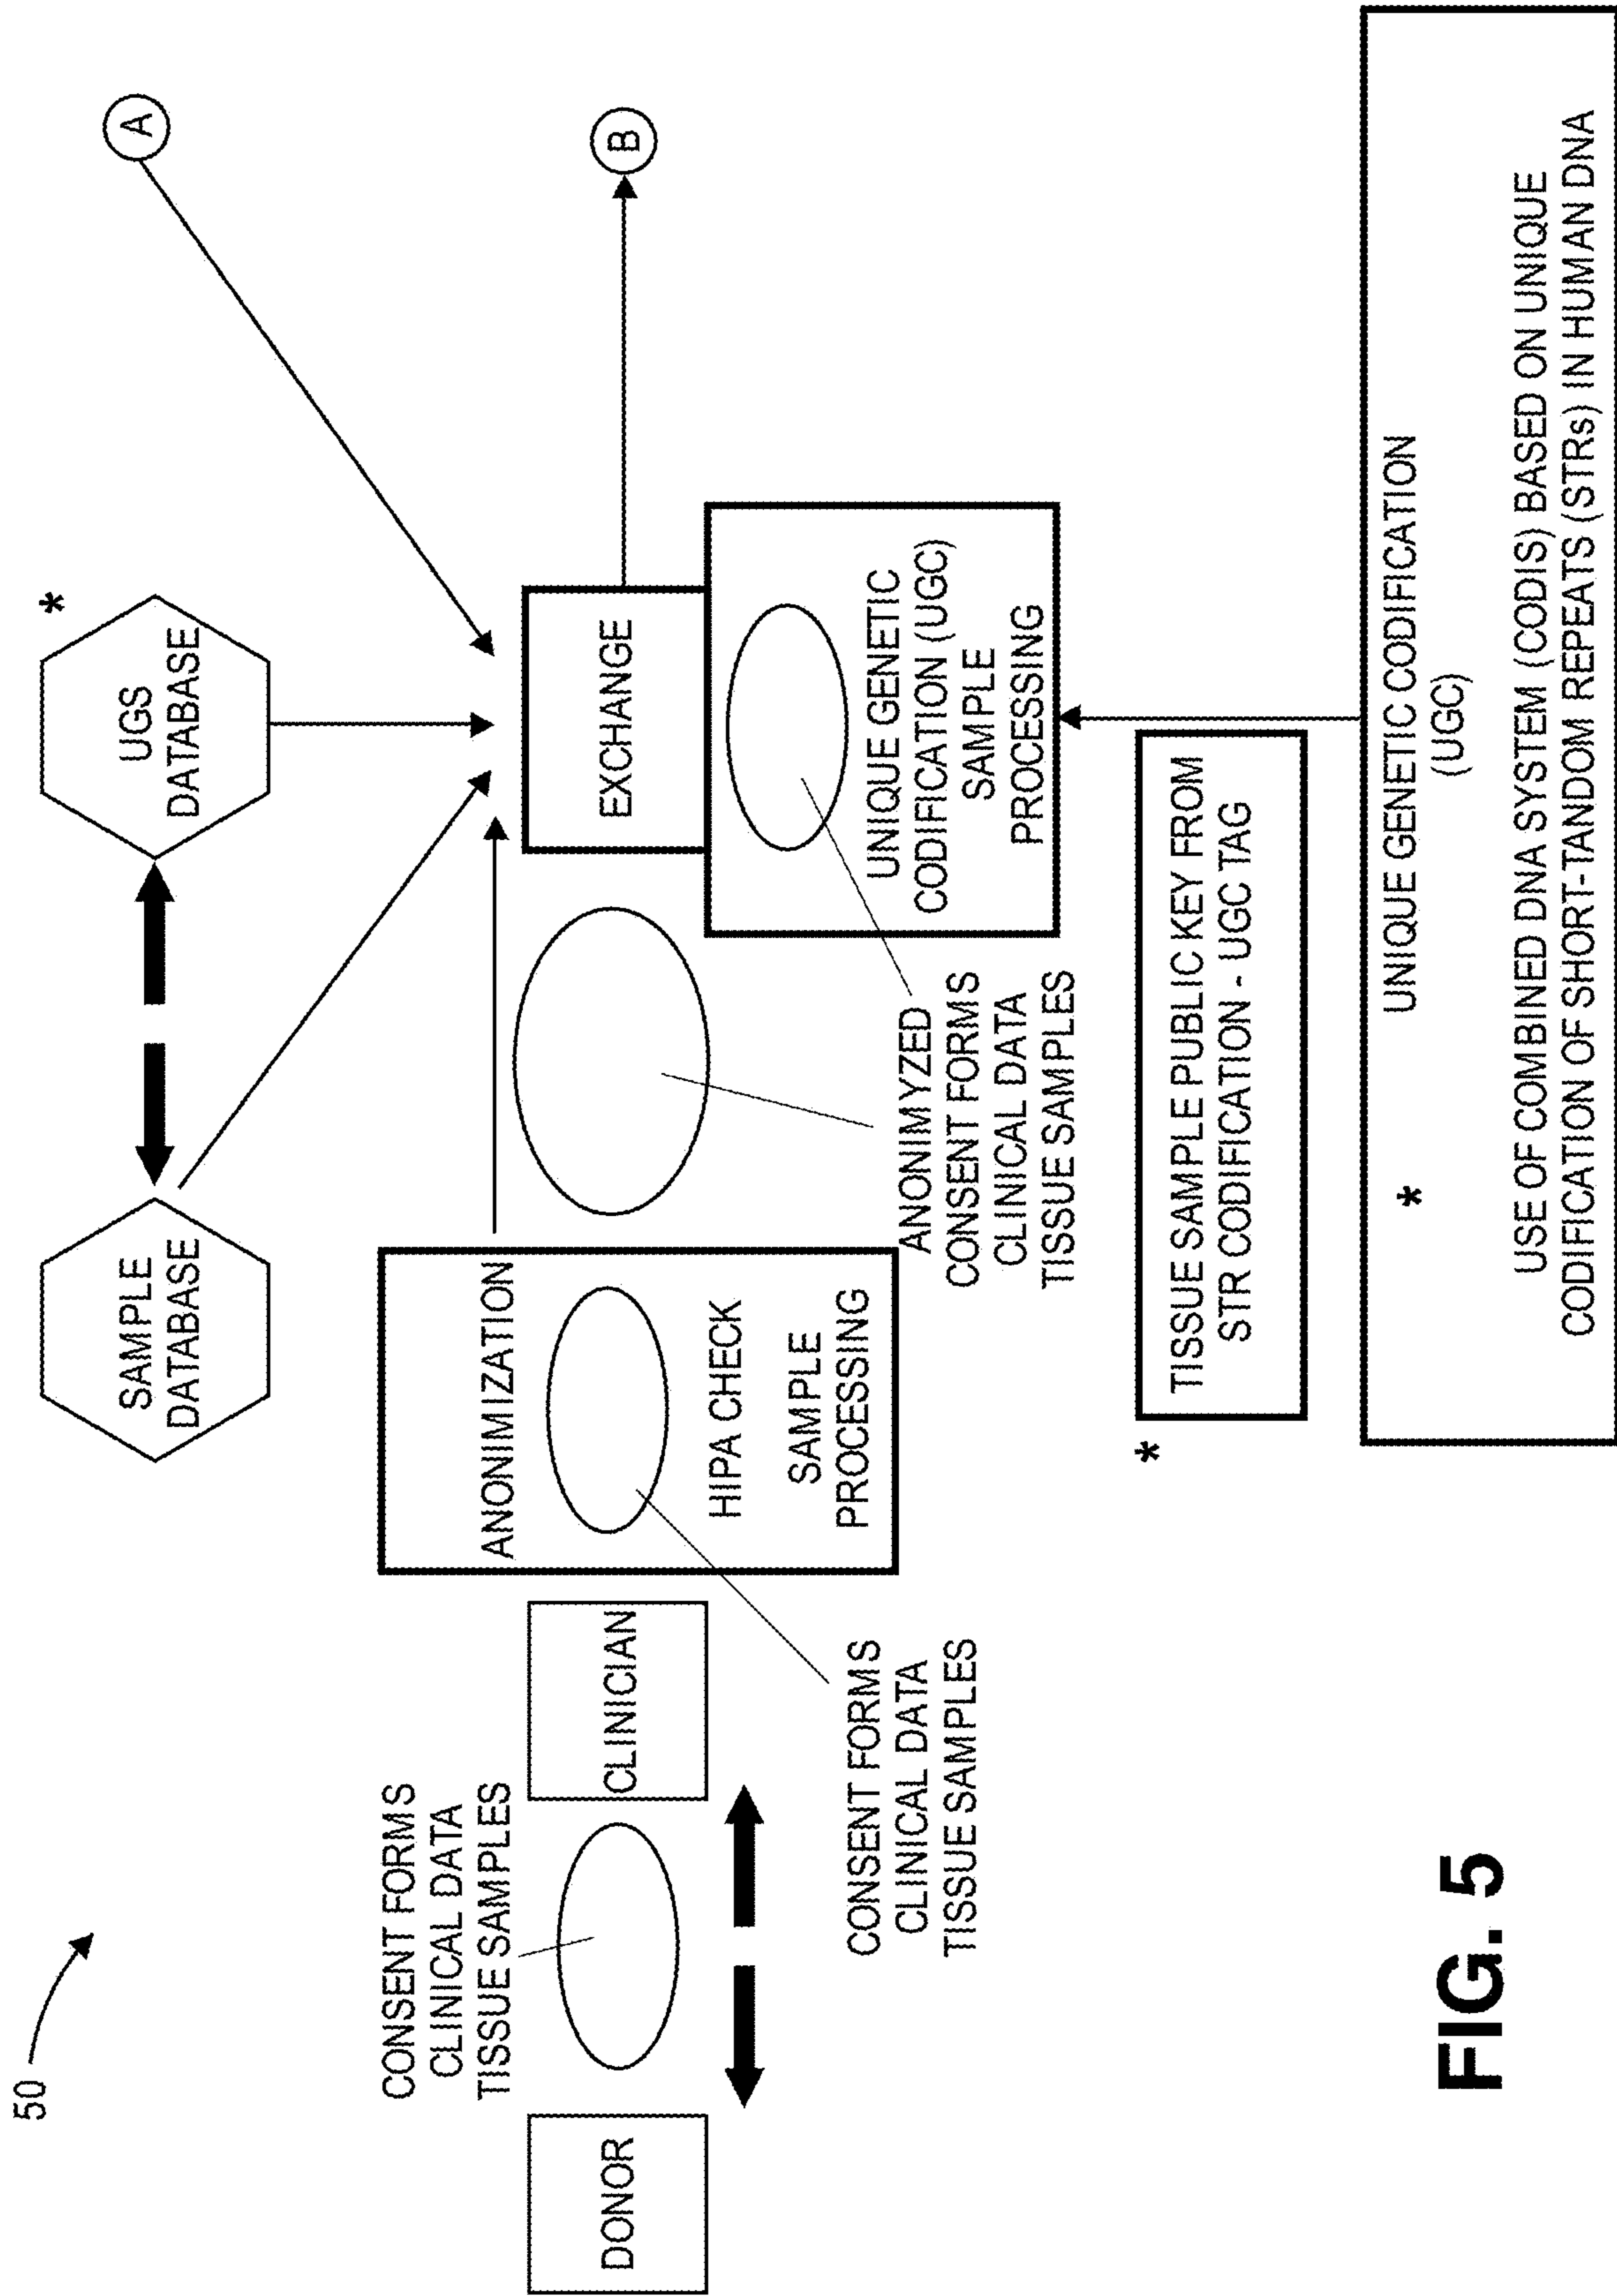 50
SAMPLE
DATABASE
UGS
DATABASE
*
A
CONSENT FORMS
CLINICAL DATA
TISSUE SAMPLES
DONOR
CLINICIAN
ANONIMIZATION
HIPA CHECK
SAMPLE
PROCESSING
EXCHANGE
B
UNIQUE GENETIC
CODIFICATION (UGC)
SAMPLE
PROCESSING
CONSENT FORMS
CLINICAL DATA
TISSUE SAMPLES
ANONIMYZED
CONSENT FORMS
CLINICAL DATA
TISSUE SAMPLES
*
TISSUE SAMPLE PUBLIC KEY FROM
STR CODIFICATION - UGC TAG
*
UNIQUE GENETIC CODIFICATION
(UGC)
USE OF COMBINED DNA SYSTEM (CODIS) BASED ON UNIQUE
CODIFICATION OF SHORT-TANDOM REPEATS (STRs) IN HUMAN DNA
FIG. 5